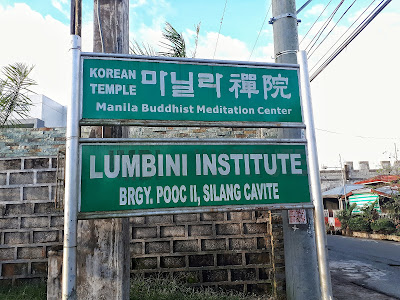 KOREAN TEMPLE 마닐라 禪院
Manila Buddhist Meditation Center
LUMBINI INSTITUTE
BRGY. POOC II, SILANG CAVITE